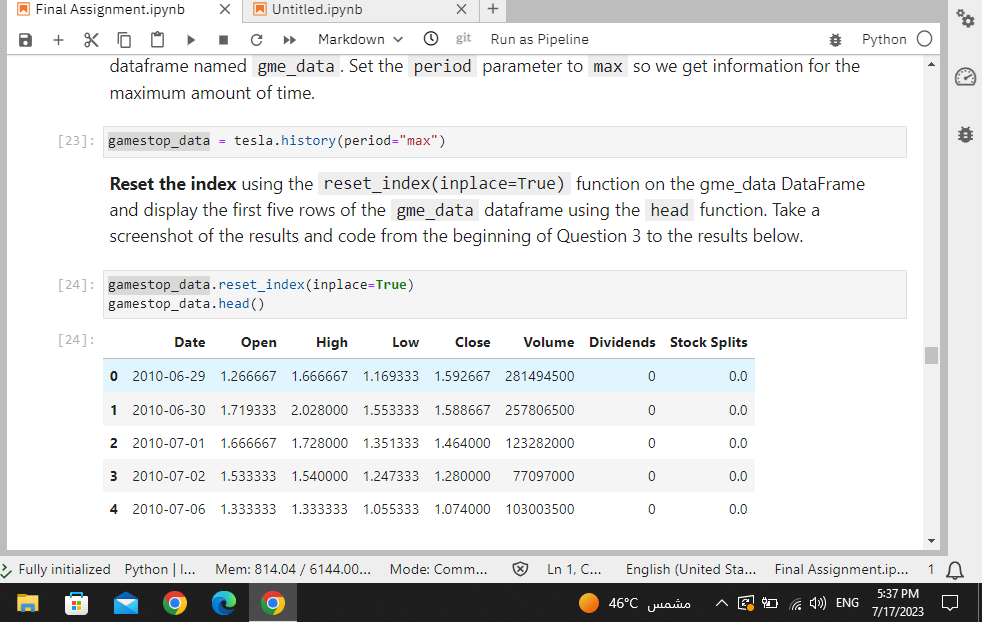 Final Assignment.ipynb × Untitled.ipynb × +
Markdown git Run as Pipeline Python
dataframe named gme_data. Set the period parameter to max so we get information for the
maximum amount of time.
[23]: gamestop_data = tesla.history(period="max")
Reset the index using the reset_index(inplace=True) function on the gme_data DataFrame
and display the first five rows of the gme_data dataframe using the head function. Take a
screenshot of the results and code from the beginning of Question 3 to the results below.
[24]: gamestop_data.reset_index(inplace=True)
gamestop_data.head()
[24]: Date Open High Low Close Volume Dividends Stock Splits
0 2010-06-29 1.266667 1.666667 1.169333 1.592667 281494500 0 0.0
1 2010-06-30 1.719333 2.028000 1.553333 1.588667 257806500 0 0.0
2 2010-07-01 1.666667 1.728000 1.351333 1.464000 123282000 0 0.0
3 2010-07-02 1.533333 1.540000 1.247333 1.280000 77097000 0 0.0
4 2010-07-06 1.333333 1.333333 1.055333 1.074000 103003500 0 0.0
Fully initialized Python | I... Mem: 814.04 / 6144.00... Mode: Comm... Ln 1, C... English (United Sta... Final Assignment.ip... 1
46°C مشمس ENG 5:37 PM
7/17/2023